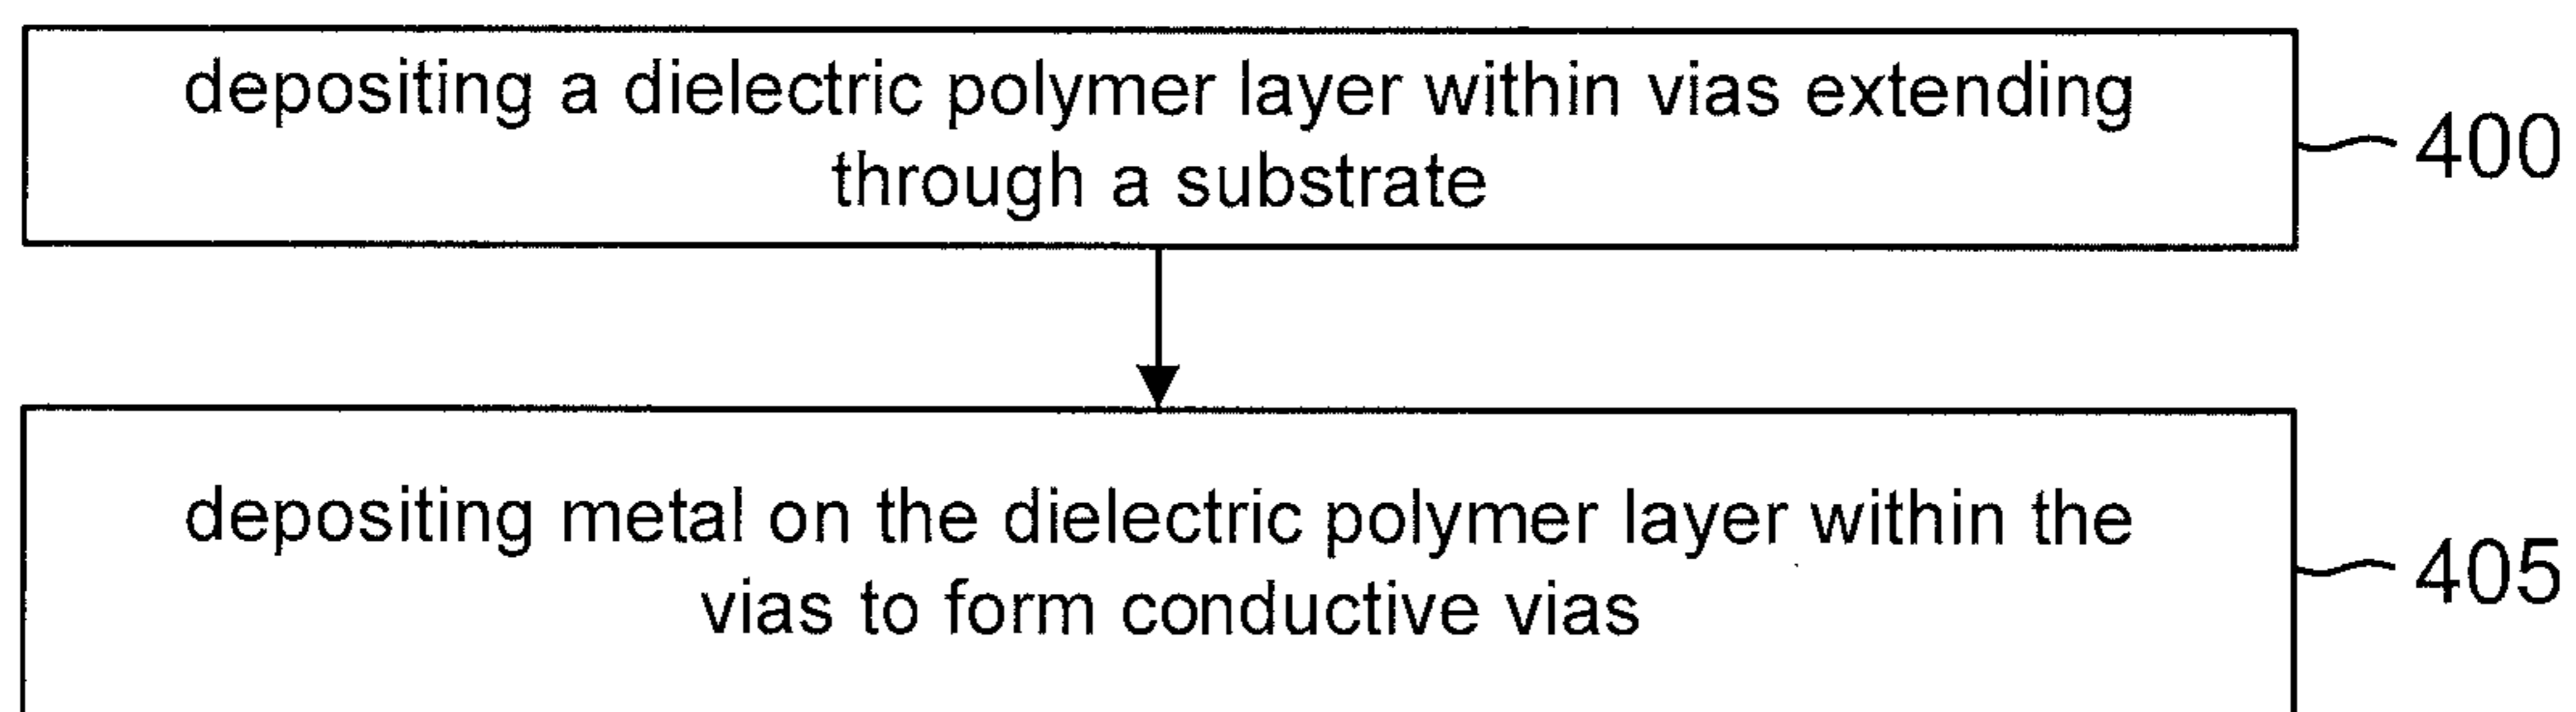 depositing a dielectric polymer layer within vias extending
through a substrate
400
depositing metal on the dielectric polymer layer within the
vias to form conductive vias
405